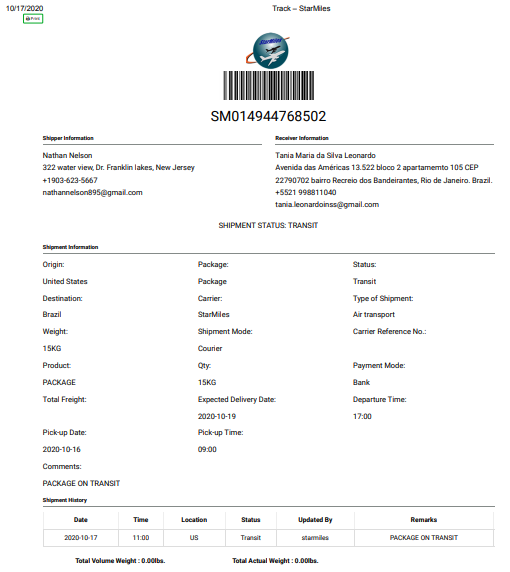 10/17/2020 Track – StarMiles
Print
STARMILES
SM014944768502
Shipper Information
Nathan Nelson
322 water view, Dr. Franklin lakes, New Jersey
+1903-623-5667
nathannelson895@gmail.com
Receiver Information
Tania Maria da Silva Leonardo
Avenida das Américas 13.522 bloco 2 apartamemto 105 CEP
22790702 bairro Recreio dos Bandeirantes, Rio de Janeiro. Brazil.
+5521 998811040
tania.leonardoinss@gmail.com
SHIPMENT STATUS: TRANSIT
Shipment Information
Origin: Package: Status:
United States Package Transit
Destination: Carrier: Type of Shipment:
Brazil StarMiles Air transport
Weight: Shipment Mode: Carrier Reference No.:
15KG Courier
Product: Qty: Payment Mode:
PACKAGE 15KG Bank
Total Freight: Expected Delivery Date: Departure Time:
2020-10-19 17:00
Pick-up Date: Pick-up Time:
2020-10-16 09:00
Comments:
PACKAGE ON TRANSIT
Shipment History
Date Time Location Status Updated By Remarks
2020-10-17 11:00 US Transit starmiles PACKAGE ON TRANSIT
Total Volume Weight : 0.00lbs. Total Actual Weight : 0.00lbs.